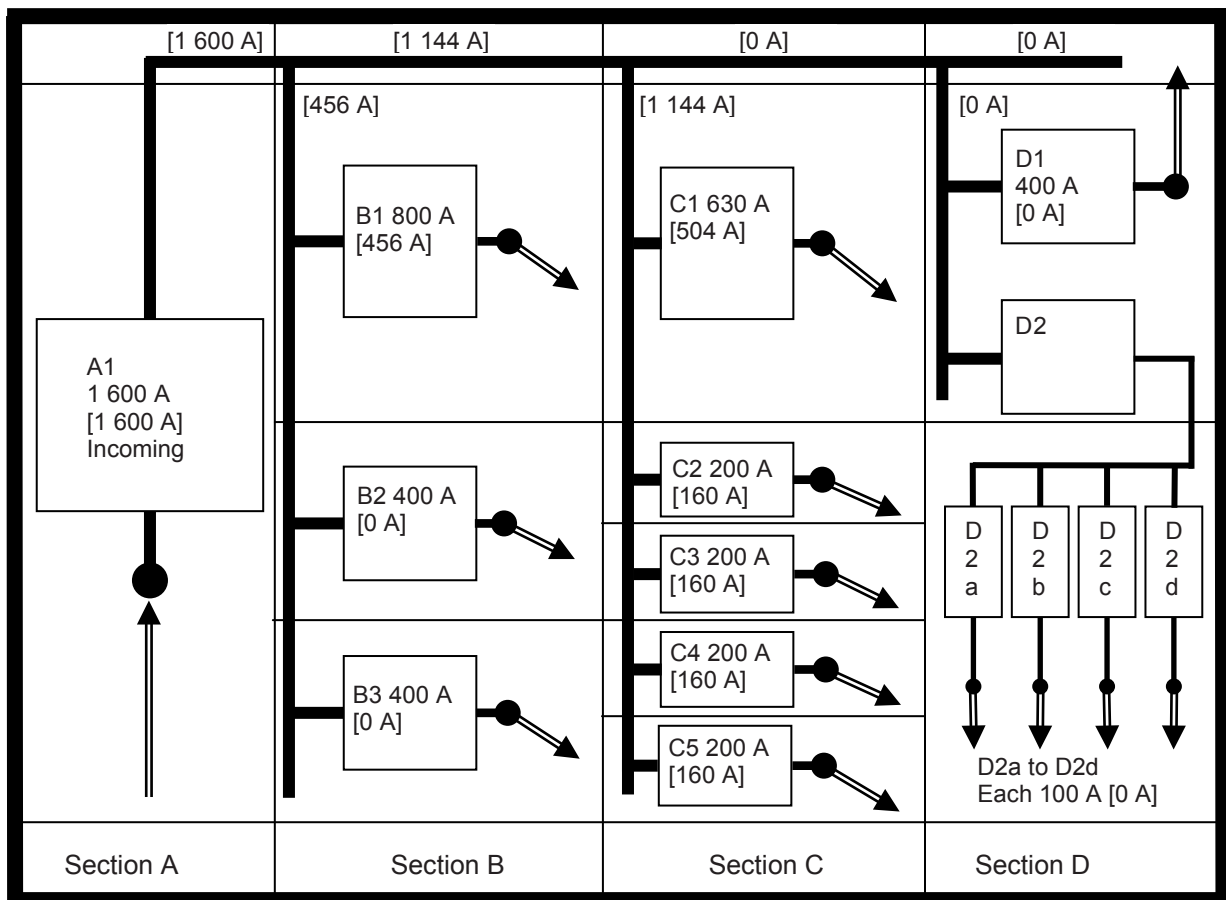 [1 600 A]
[1 144 A]
[0 A]
[0 A]
[456 A]
[1 144 A]
[0 A]
A1
1 600 A
[1 600 A]
Incoming
B1 800 A
[456 A]
B2 400 A
[0 A]
B3 400 A
[0 A]
C1 630 A
[504 A]
C2 200 A
[160 A]
C3 200 A
[160 A]
C4 200 A
[160 A]
C5 200 A
[160 A]
D1
400 A
[0 A]
D2
D
2
a
D
2
b
D
2
c
D
2
d
D2a to D2d
Each 100 A [0 A]
Section A
Section B
Section C
Section D